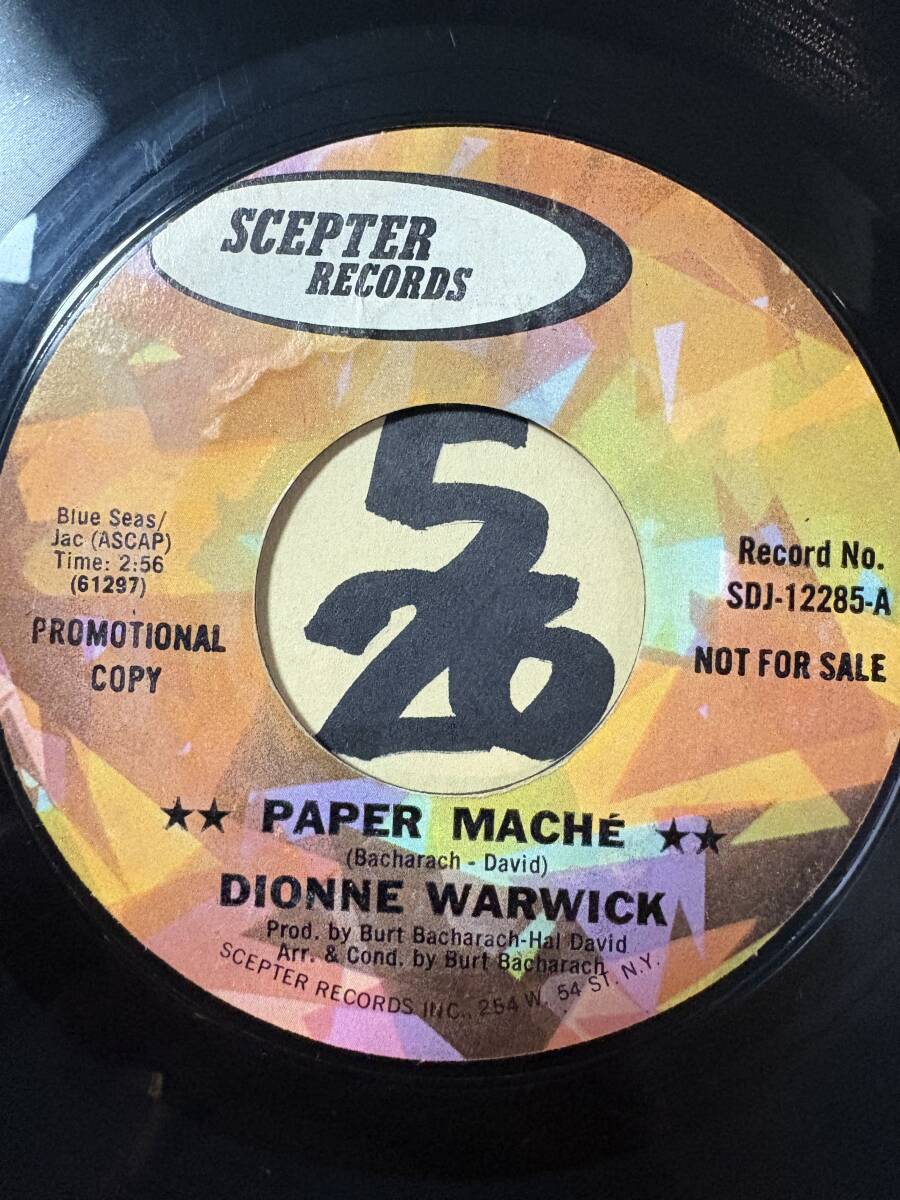 SCEPTER
RECORDS
5
26
Blue Seas/
Jac (ASCAP)
Time: 2:56
(61297)
PROMOTIONAL
COPY
Record No.
SDJ-12285-A
NOT FOR SALE
★★ PAPER MACHÉ ★★
(Bacharach - David)
DIONNE WARWICK
Prod. by Burt Bacharach-Hal David
Arr. & Cond. by Burt Bacharach
SCEPTER RECORDS INC., 254 W. 54 ST. N.Y.